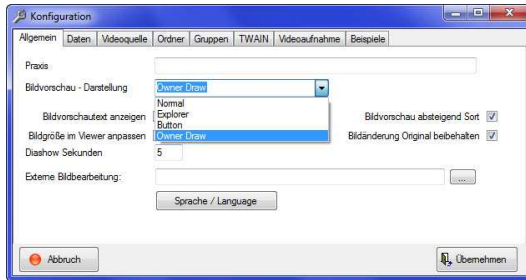 Konfiguration
Allgemein Daten Videoquelle Ordner Gruppen TWAIN Videoaufnahme Beispiele
Praxis
Bildvorschau - Darstellung Owner Draw
Normal
Explorer
Bildvorschautext anzeigen Button Bildvorschau absteigend Sort
Bildgröße im Viewer anpassen Owner Draw Bildänderung Original beibehalten
Diashow Sekunden 5
Externe Bildbearbeitung: ...
Sprache / Language
Abbruch Übernehmen